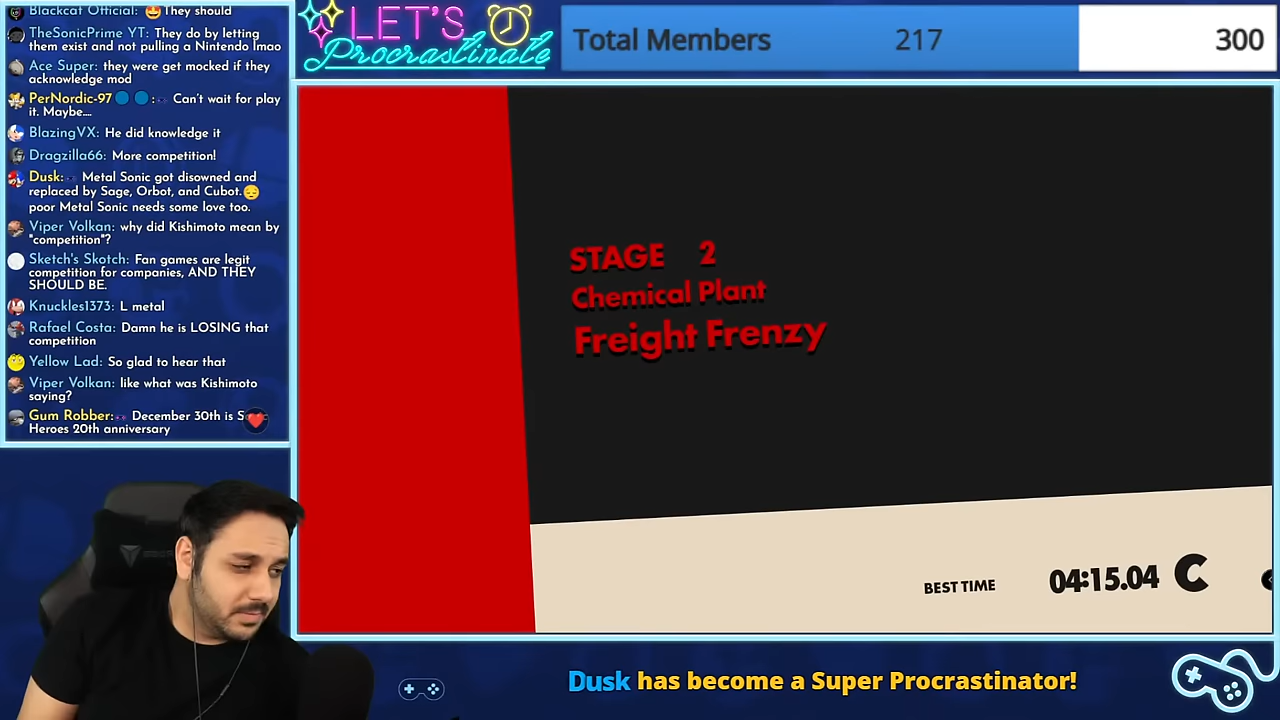 Blackcat Official: 🤩They should
TheSonicPrime YT: They do by letting
them exist and not pulling a Nintendo lmao
Ace Super: they were get mocked if they
acknowledge mod
PerNordic-97🔵🔵: Can't wait for play
it. Maybe....
BlazingVX: He did knowledge it
Dragzilla66: More competition!
Dusk: Metal Sonic got disowned and
replaced by Sage, Orbot, and Cubot.😔
poor Metal Sonic needs some love too.
Viper Volkan: why did Kishimoto mean by
"competition"?
Sketch's Skotch: Fan games are legit
competition for companies, AND THEY
SHOULD BE.
Knuckles1373: L metal
Rafael Costa: Damn he is LOSING that
competition
Yellow Lad: So glad to hear that
Viper Volkan: like what was Kishimoto
saying?
Gum Robber: December 30th is
Heroes 20th anniversary
LET'S
Procrastinate
Total Members 217 300
STAGE 2
Chemical Plant
Freight Frenzy
BEST TIME 04:15.04 C
Dusk has become a Super Procrastinator!